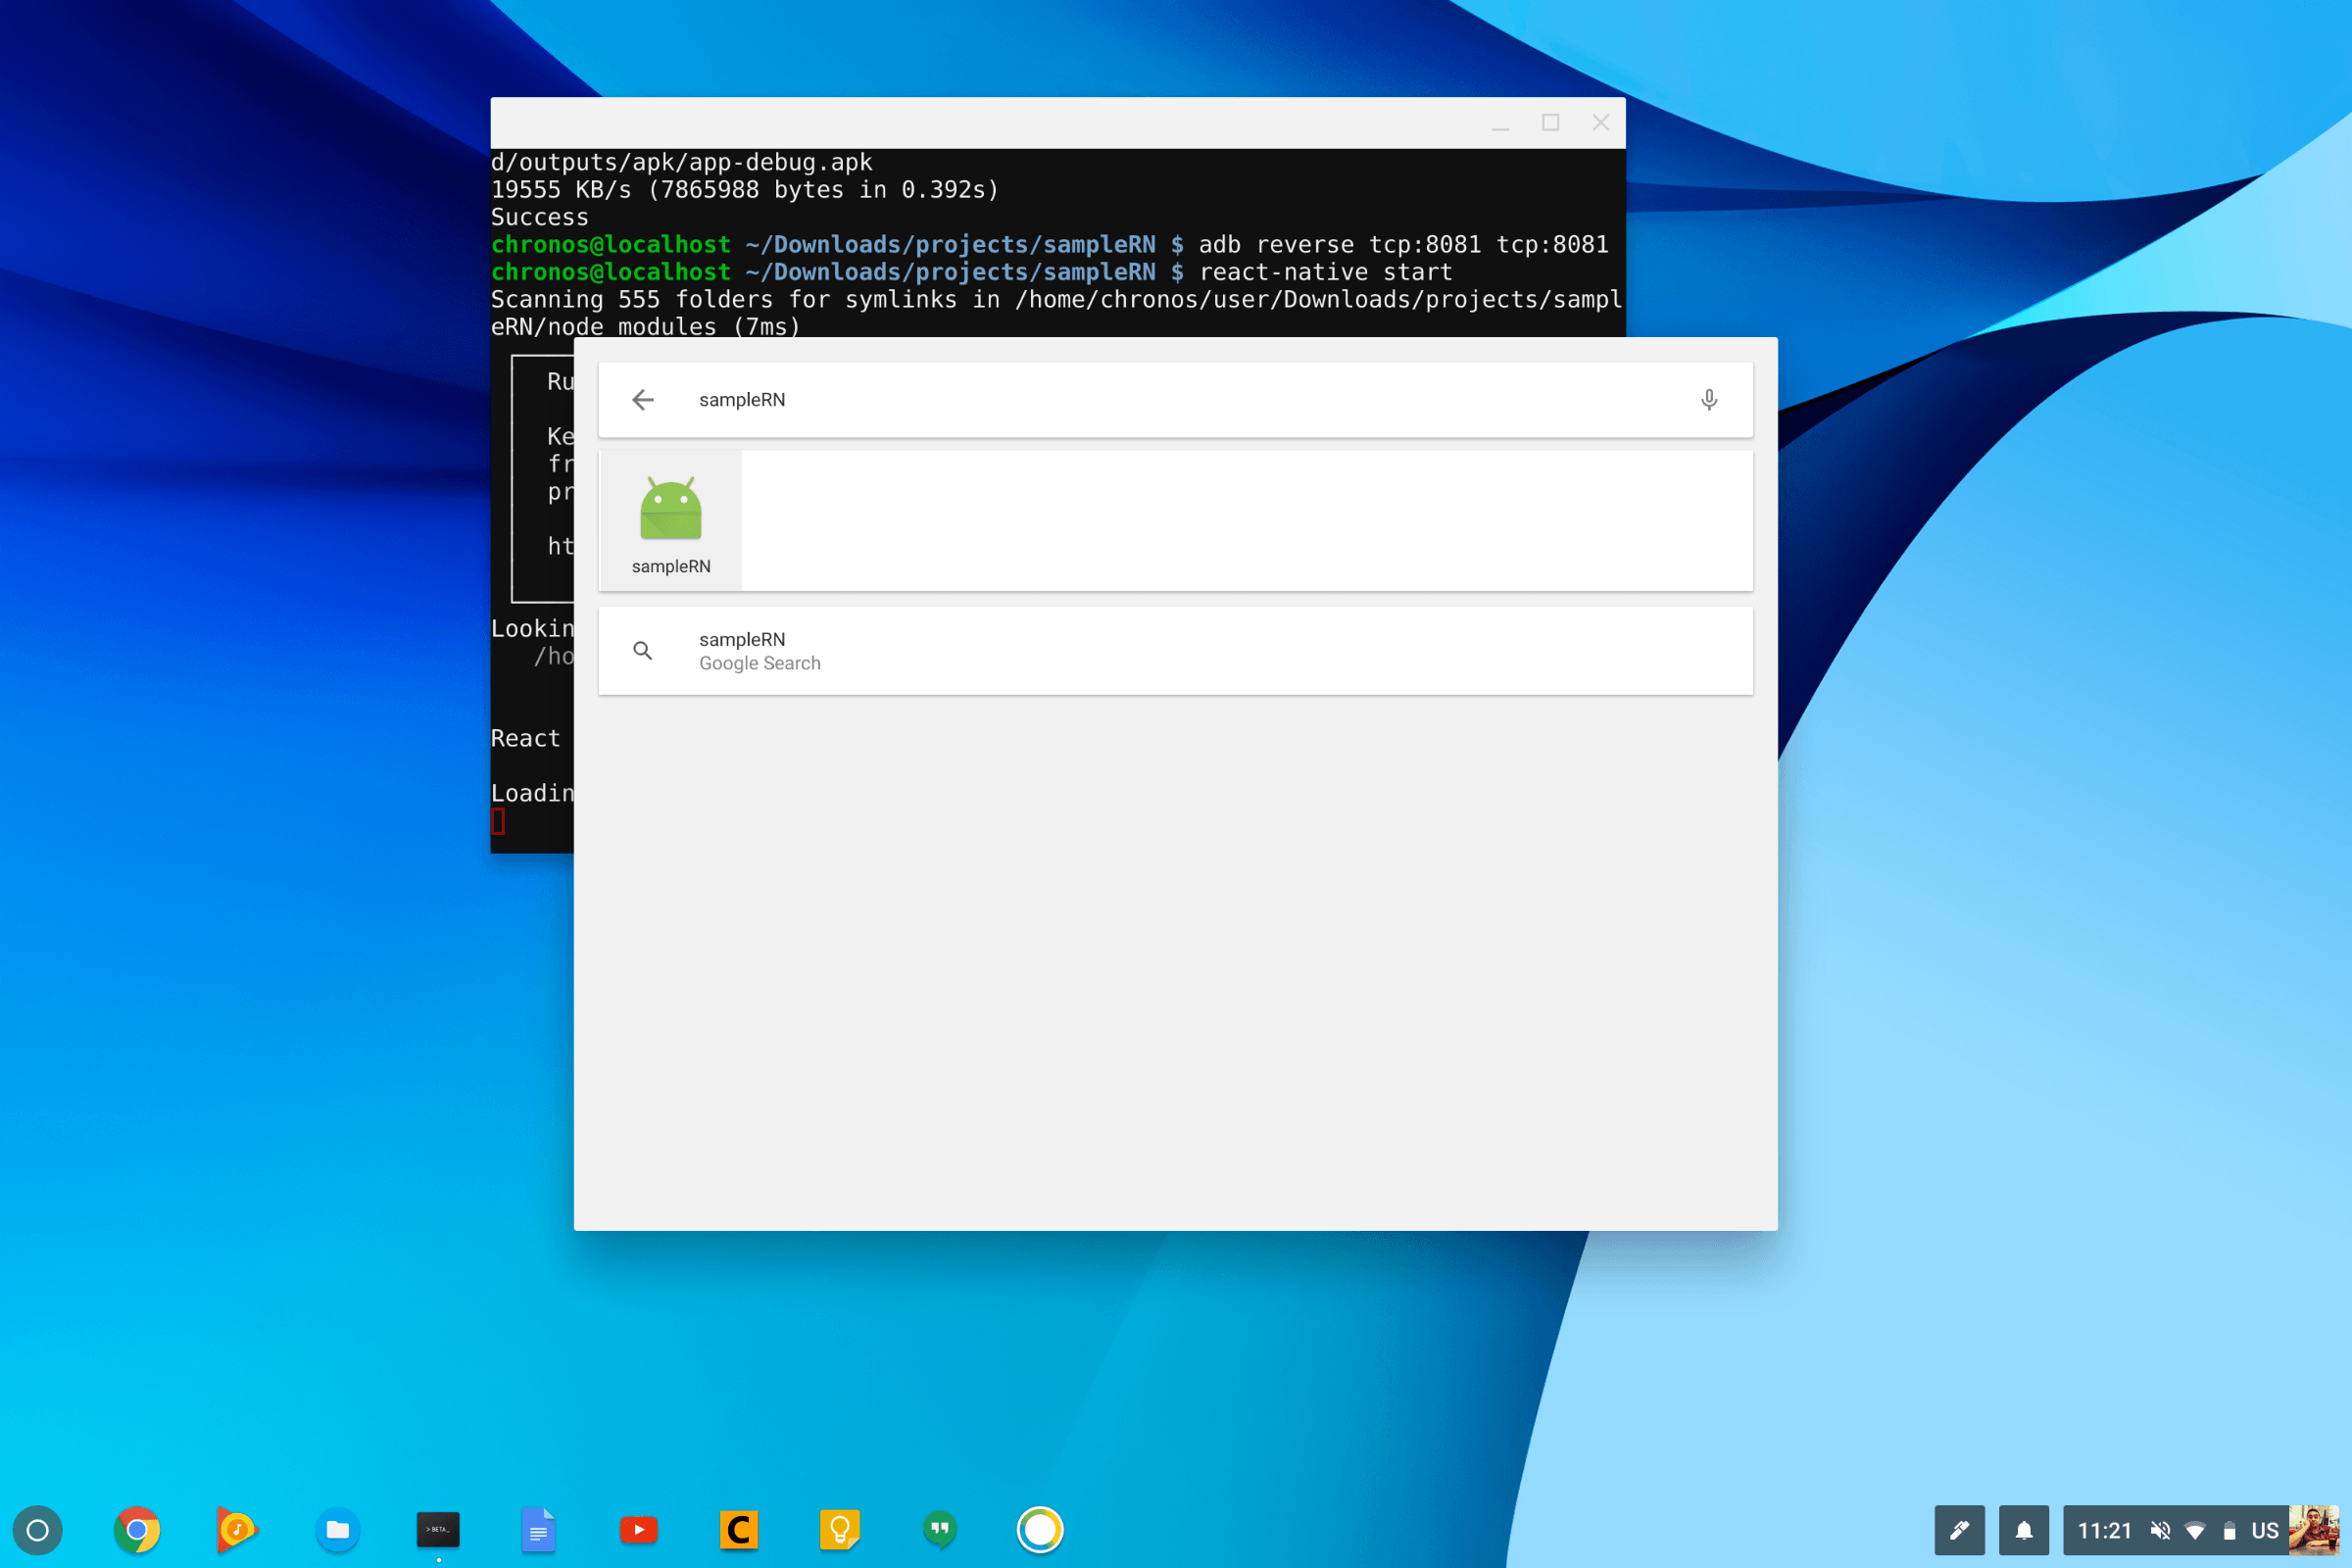 d/outputs/apk/app-debug.apk
19555 KB/s (7865988 bytes in 0.392s)
Success
chronos@localhost ~/Downloads/projects/sampleRN $ adb reverse tcp:8081 tcp:8081
chronos@localhost ~/Downloads/projects/sampleRN $ react-native start
Scanning 555 folders for symlinks in /home/chronos/user/Downloads/projects/sampl
eRN/node_modules (7ms)
Ru
Ke
fr
pr
ht
Lookin
/ho
React
Loadin
sampleRN
sampleRN
sampleRN
Google Search
>BETA_
C
11:21
US